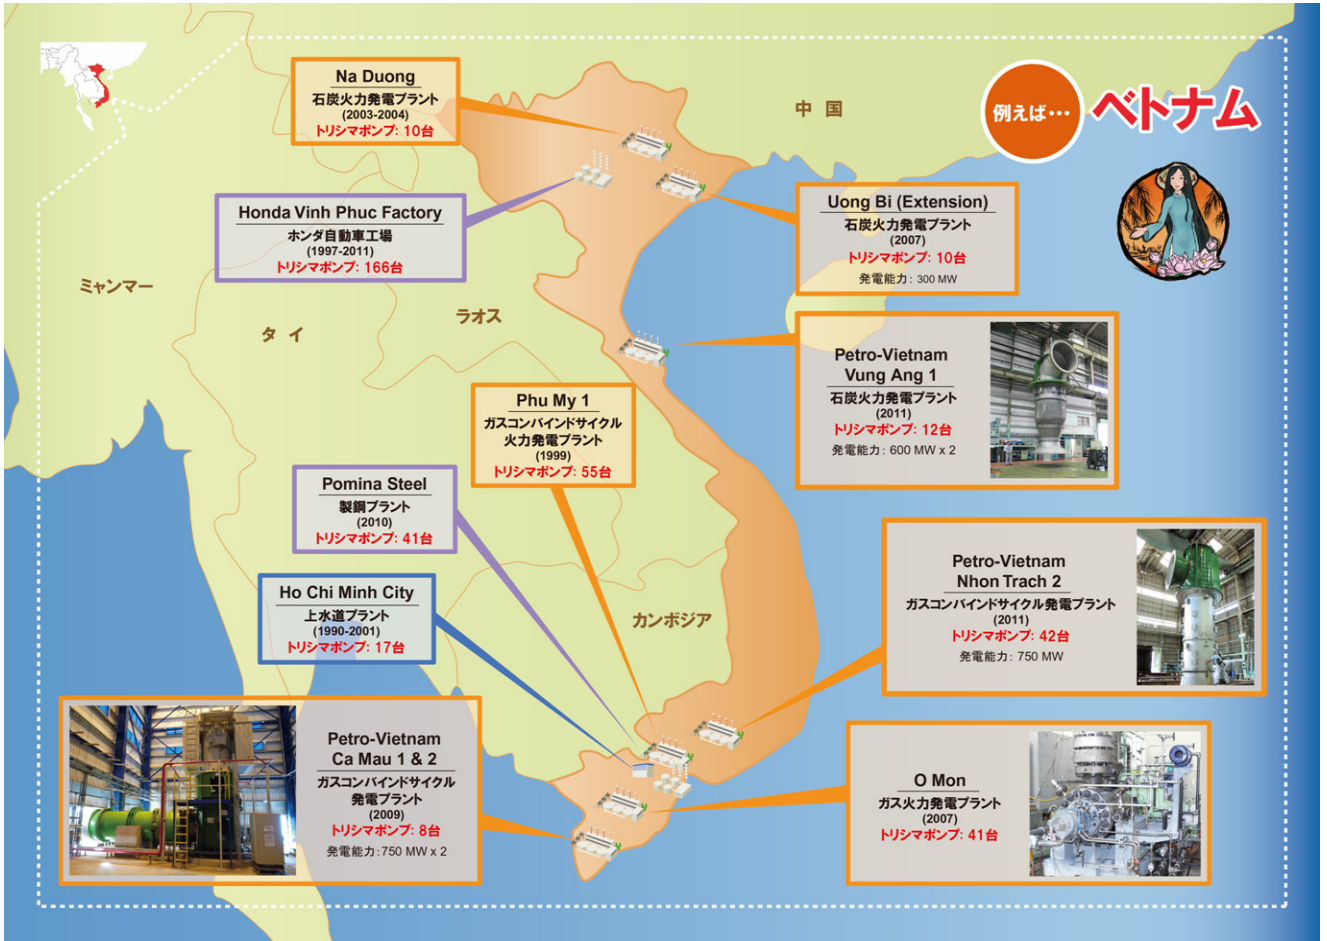 例えば…
ベトナム
中 国
ミャンマー
タ イ
ラオス
カンボジア
Na Duong
石炭火力発電プラント
(2003-2004)
トリシマポンプ: 10台
Honda Vinh Phuc Factory
ホンダ自動車工場
(1997-2011)
トリシマポンプ: 166台
Uong Bi (Extension)
石炭火力発電プラント
(2007)
トリシマポンプ: 10台
発電能力: 300 MW
Petro-Vietnam
Vung Ang 1
石炭火力発電プラント
(2011)
トリシマポンプ: 12台
発電能力: 600 MW x 2
Phu My 1
ガスコンバインドサイクル
火力発電プラント
(1999)
トリシマポンプ: 55台
Pomina Steel
製鋼プラント
(2010)
トリシマポンプ: 41台
Ho Chi Minh City
上水道プラント
(1990-2001)
トリシマポンプ: 17台
Petro-Vietnam
Nhon Trach 2
ガスコンバインドサイクル発電プラント
(2011)
トリシマポンプ: 42台
発電能力: 750 MW
Petro-Vietnam
Ca Mau 1 & 2
ガスコンバインドサイクル
発電プラント
(2009)
トリシマポンプ: 8台
発電能力:750 MW x 2
O Mon
ガス火力発電プラント
(2007)
トリシマポンプ: 41台